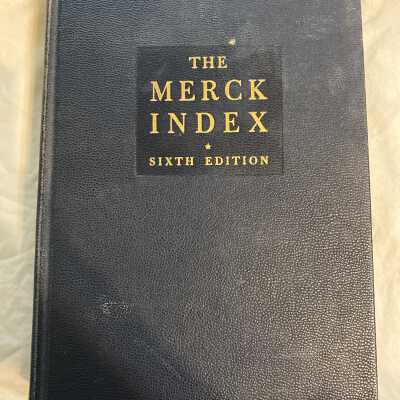 THE
MERCK
INDEX
★
SIXTH EDITION